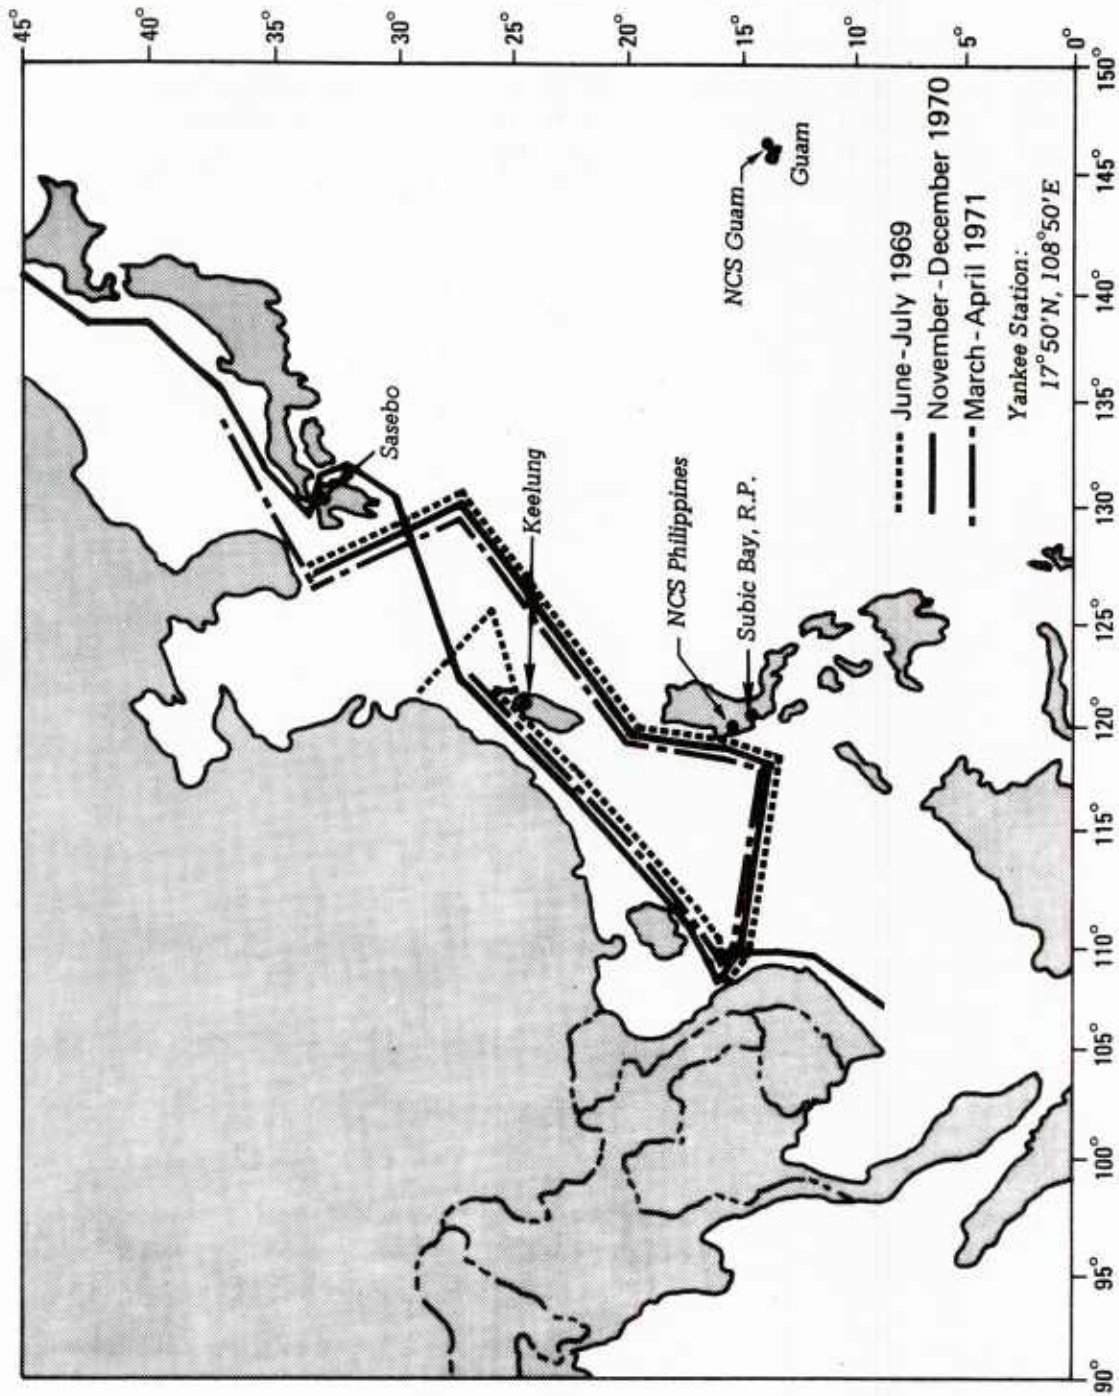 45°
40°
35°
30°
25°
20°
15°
10°
5°
0°
90°
95°
100°
105°
110°
115°
120°
125°
130°
135°
140°
145°
150°
Sasebo
Keelung
NCS Philippines
Subic Bay, R.P.
NCS Guam
Guam
June-July 1969
November-December 1970
March-April 1971
Yankee Station:
17°50'N, 108°50'E